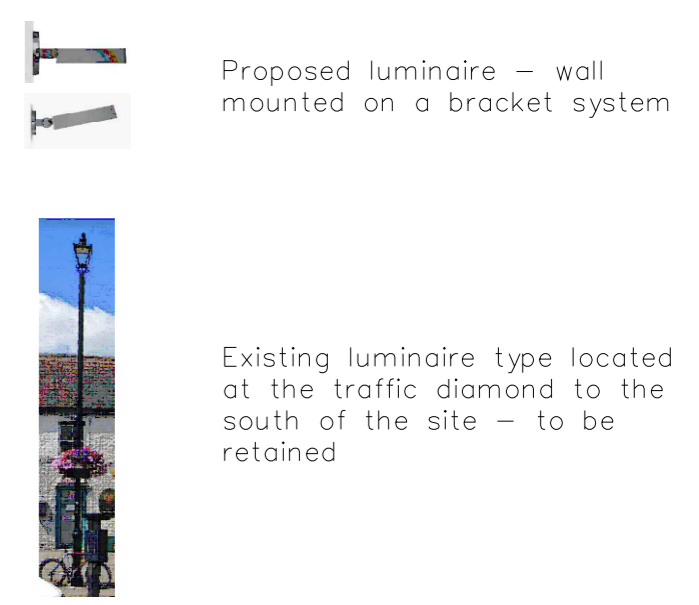 Proposed luminaire – wall
mounted on a bracket system
Existing luminaire type located
at the traffic diamond to the
south of the site – to be
retained